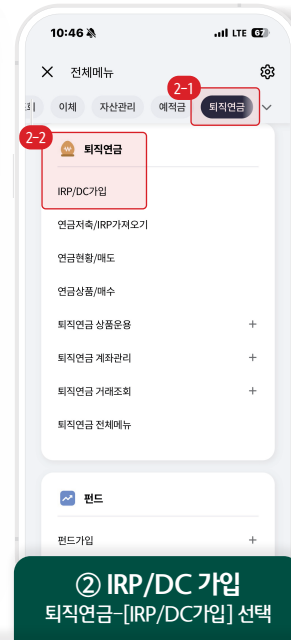 10:46 LTE 67
전체메뉴
2-1
이체 자산관리 예적금 퇴직연금
2-2
퇴직연금
IRP/DC가입
연금저축/IRP가져오기
연금현황/매도
연금상품/매수
퇴직연금 상품운용 +
퇴직연금 계좌관리 +
퇴직연금 거래조회 +
퇴직연금 전체메뉴
펀드
펀드가입 +
② IRP/DC 가입
퇴직연금-[IRP/DC가입] 선택